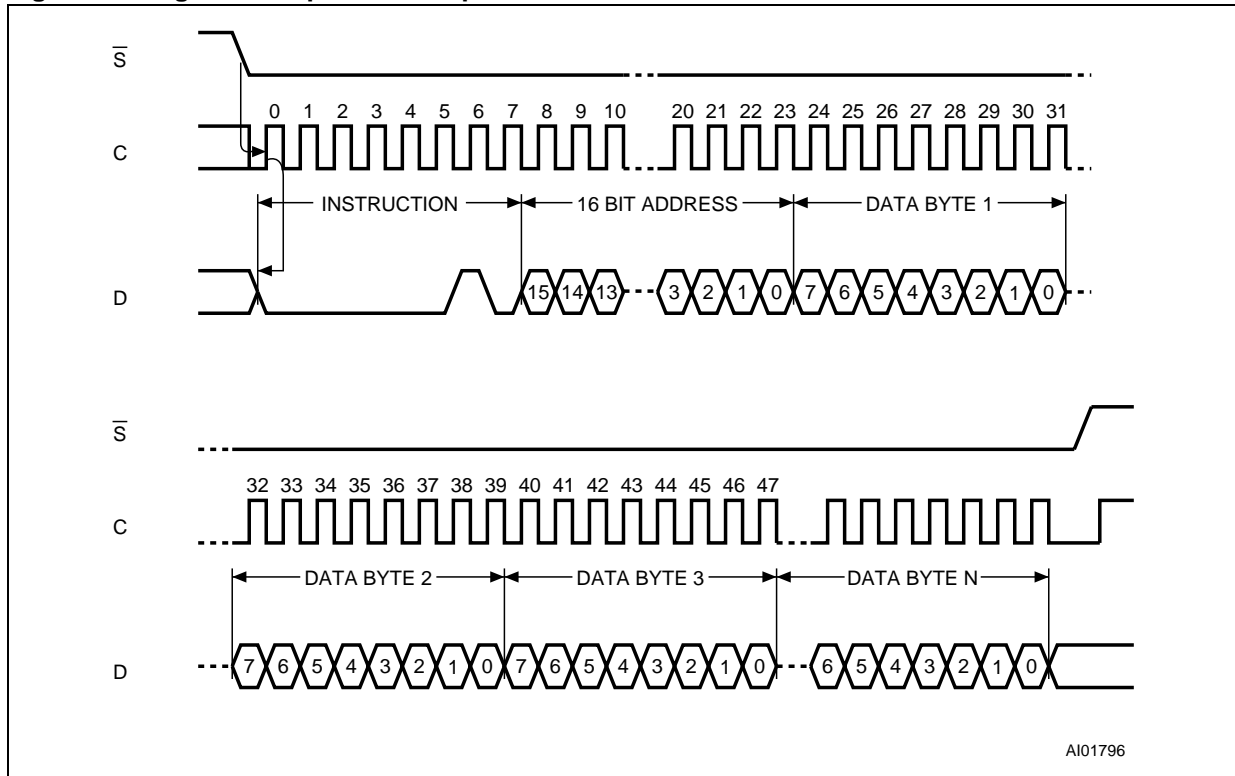 S
0 1 2 3 4 5 6 7 8 9 10 20 21 22 23 24 25 26 27 28 29 30 31
C
INSTRUCTION 16 BIT ADDRESS DATA BYTE 1
D 15 14 13 3 2 1 0 7 6 5 4 3 2 1 0
S
32 33 34 35 36 37 38 39 40 41 42 43 44 45 46 47
C
DATA BYTE 2 DATA BYTE 3 DATA BYTE N
D 7 6 5 4 3 2 1 0 7 6 5 4 3 2 1 0 6 5 4 3 2 1 0
AI01796